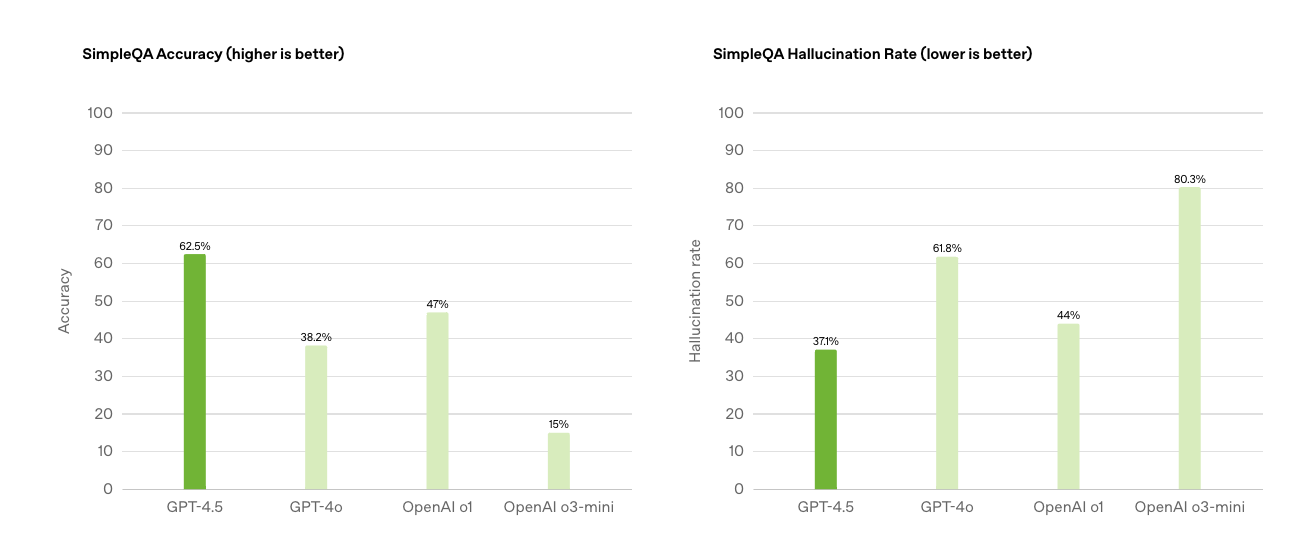 SimpleQA Accuracy (higher is better)
100
90
80
70
60
50
40
30
20
10
0
Accuracy
62.5%
38.2%
47%
15%
GPT-4.5
GPT-4o
OpenAI o1
OpenAI o3-mini
SimpleQA Hallucination Rate (lower is better)
100
90
80
70
60
50
40
30
20
10
0
Hallucination rate
37.1%
61.8%
44%
80.3%
GPT-4.5
GPT-4o
OpenAI o1
OpenAI o3-mini